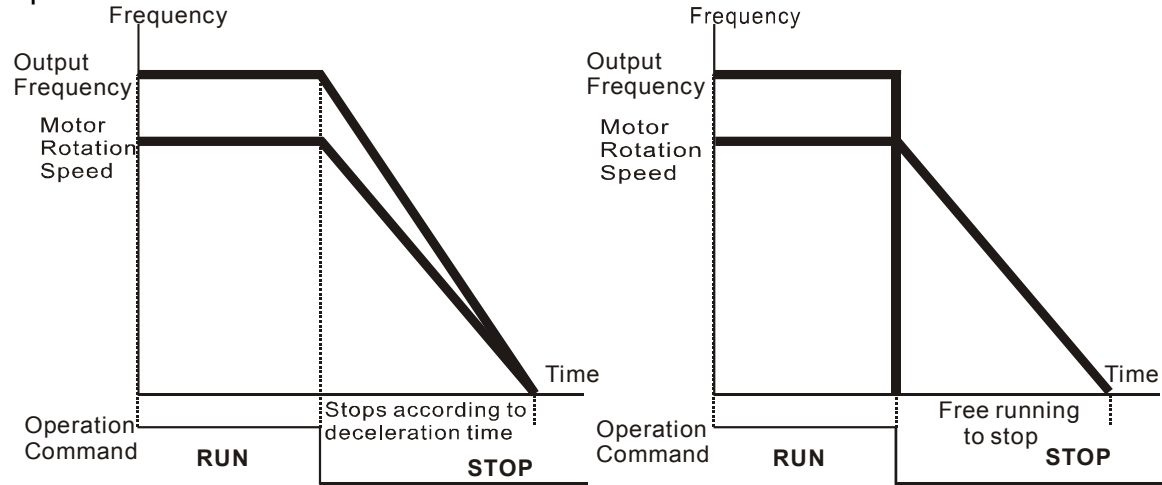 Frequency
Output
Frequency
Motor
Rotation
Speed
Time
Stops according to
deceleration time
Operation
Command
RUN
STOP
Frequency
Output
Frequency
Motor
Rotation
Speed
Time
Free running
to stop
Operation
Command
RUN
STOP